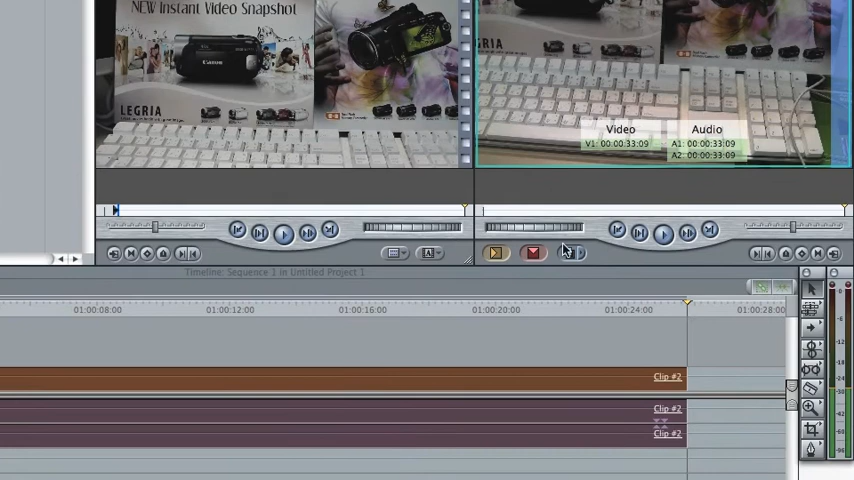 NEW INSTANT VIDEO SNAPSHOT
Canon
LEGRIA
GRIA
Video
Audio
V1: 00:00:33:09
A1: 00:00:33:09
A2: 00:00:33:09
A
Timeline: Sequence 1 in Untitled Project 1
01:00:08:00
01:00:12:00
01:00:16:00
01:00:20:00
01:00:24:00
01:00:28:00
Clip #2
Clip #2
Clip #2
0
-6
-12